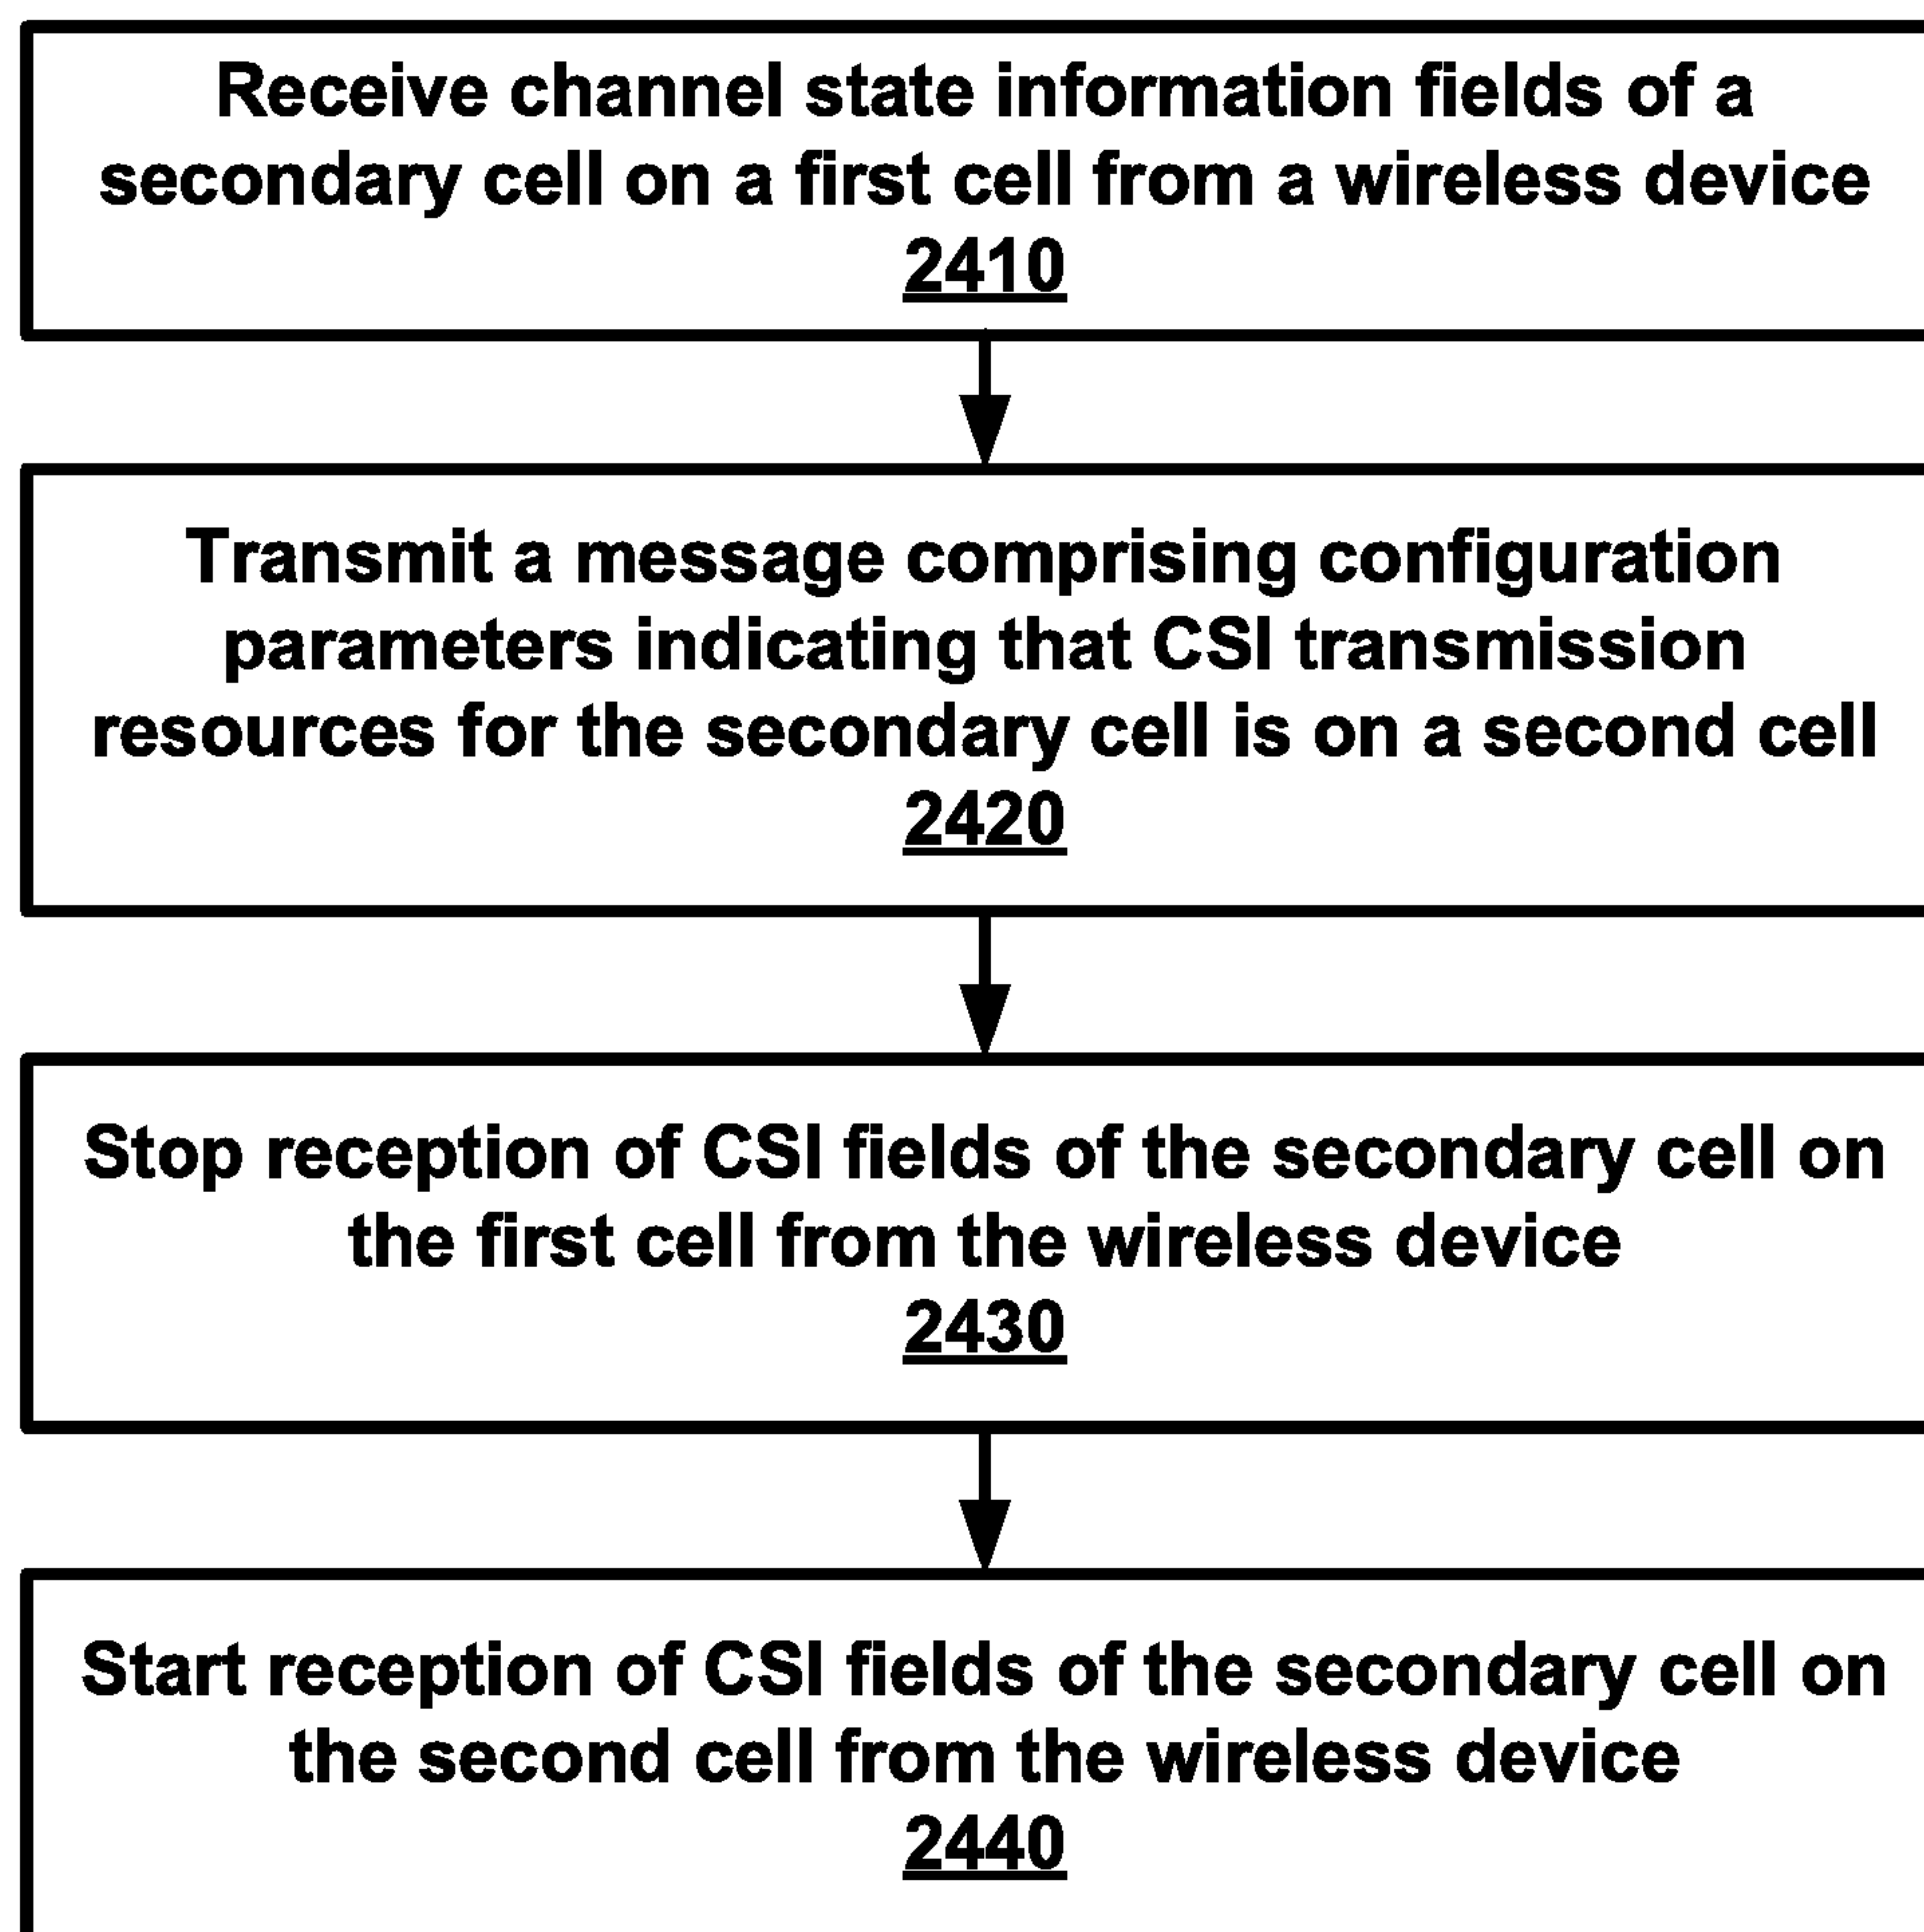 Receive channel state information fields of a
secondary cell on a first cell from a wireless device
2410
Transmit a message comprising configuration
parameters indicating that CSI transmission
resources for the secondary cell is on a second cell
2420
Stop reception of CSI fields of the secondary cell on
the first cell from the wireless device
2430
Start reception of CSI fields of the secondary cell on
the second cell from the wireless device
2440